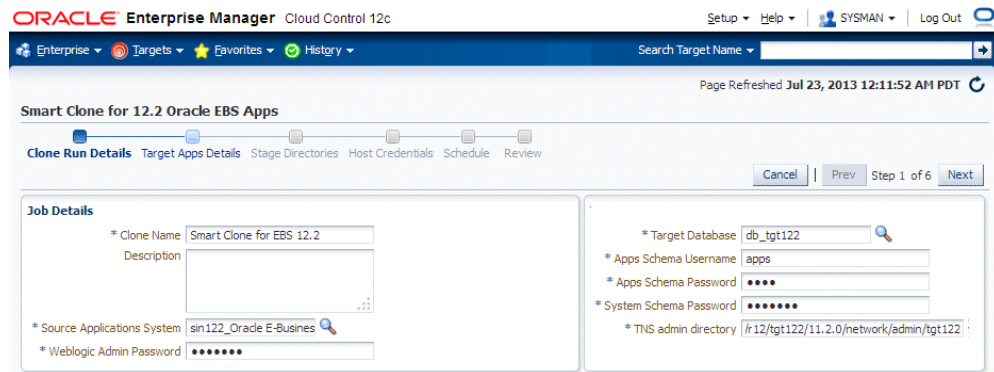 ORACLE Enterprise Manager Cloud Control 12c
Setup Help SYSMAN Log Out
Enterprise Targets Favorites History Search Target Name
Page Refreshed Jul 23, 2013 12:11:52 AM PDT
Smart Clone for 12.2 Oracle EBS Apps
Clone Run Details Target Apps Details Stage Directories Host Credentials Schedule Review
Cancel Prev Step 1 of 6 Next
Job Details
* Clone Name Smart Clone for EBS 12.2
Description
* Source Applications System sin122_Oracle E-Busines
* Weblogic Admin Password •••••••
* Target Database db_tgt122
* Apps Schema Username apps
* Apps Schema Password ••••
* System Schema Password •••••••
* TNS admin directory /r12/tgt122/11.2.0/network/admin/tgt122